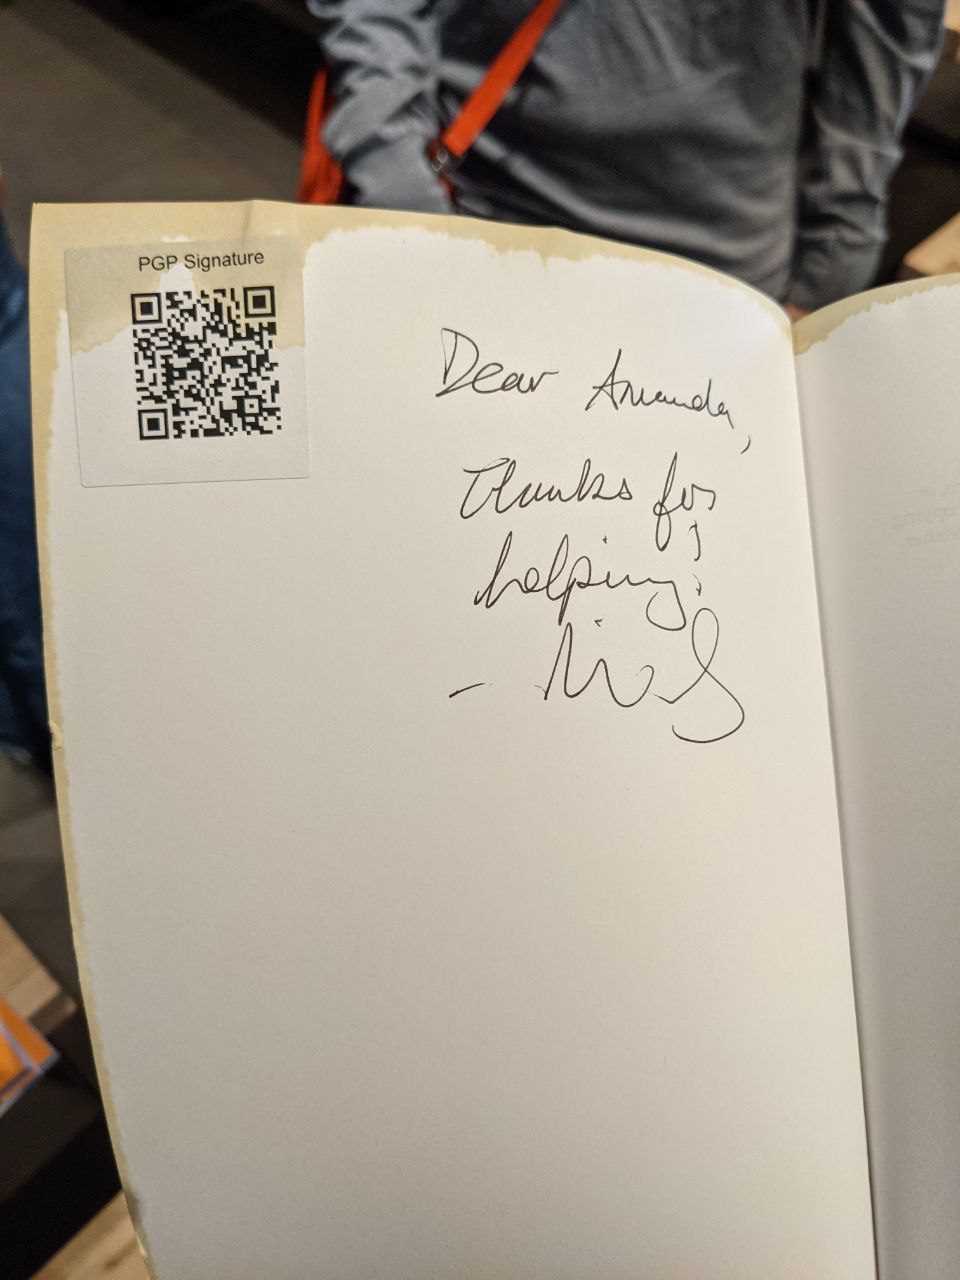 PGP Signature
Dear Amanda,
Thanks for
helping!